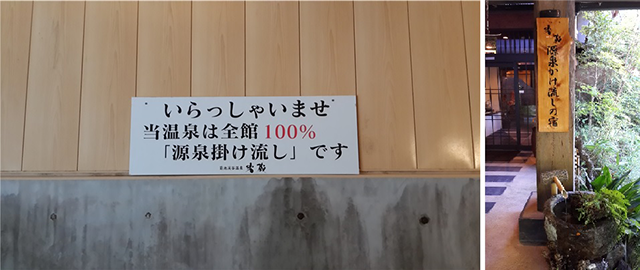 いらっしゃいませ
当温泉は全館100%
「源泉掛け流し」です
源泉かけ流しの宿